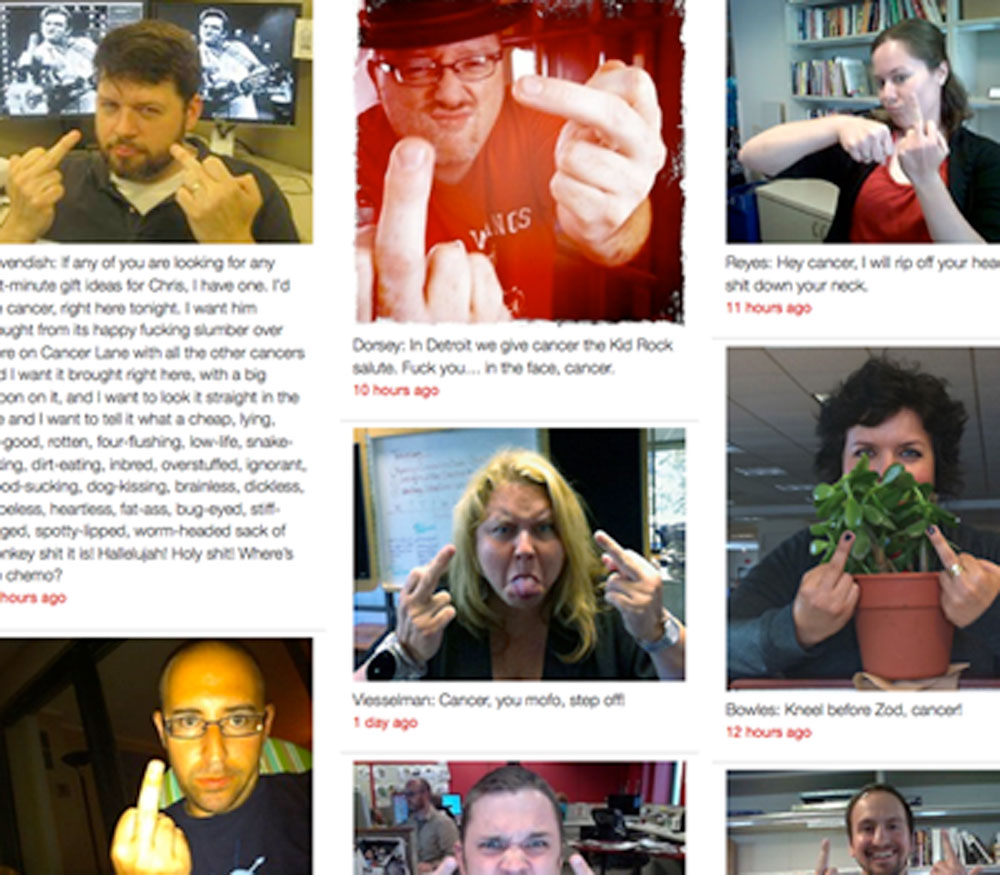 vendish: If any of you are looking for any
t-minute gift ideas for Chris, I have one. I'd
cancer, right here tonight. I want him
aught from its happy fucking slumber over
re on Cancer Lane with all the other cancers
d I want it brought right here, with a big
oon on it, and I want to look it straight in the
e and I want to tell it what a cheap, lying,
-good, rotten, four-flushing, low-life, snake-
king, dirt-eating, inbred, overstuffed, ignorant,
od-sucking, dog-kissing, brainless, dickless,
peless, heartless, fat-ass, bug-eyed, stiff-
ged, spotty-lipped, worm-headed sack of
nkey shit it is! Hallelujah! Holy shit! Where's
chemo?
hours ago
Dorsey: In Detroit we give cancer the Kid Rock
salute. Fuck you... in the face, cancer.
10 hours ago
Viesselman: Cancer, you mofo, step off!
1 day ago
Reyes: Hey cancer, I will rip off your head
shit down your neck.
11 hours ago
Bowles: Kneel before Zod, cancer!
12 hours ago